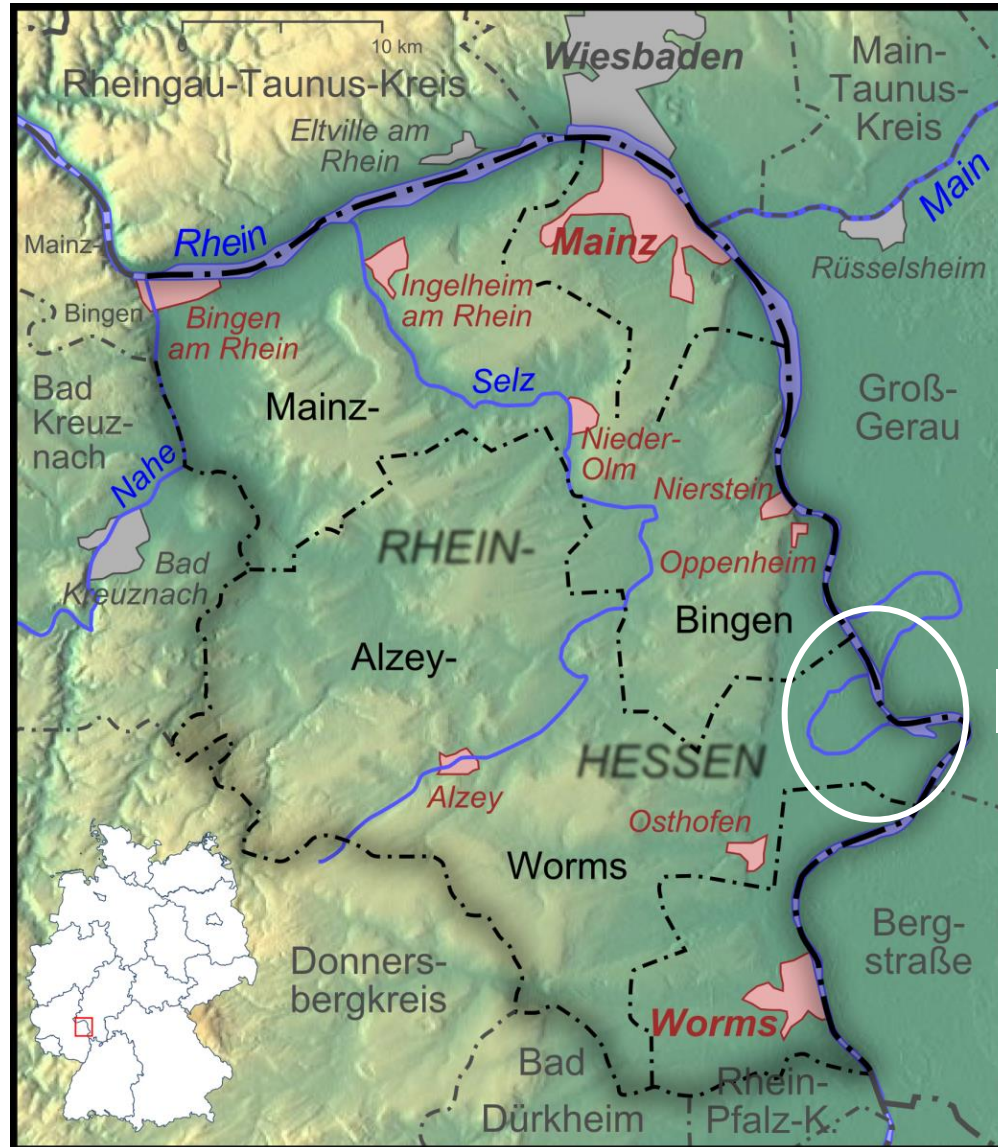 0
10 km
Wiesbaden
Main-
Taunus-
Kreis
Rheingau-Taunus-Kreis
Eltville am
Rhein
Main
Rhein
Mainz
Mainz-
Bingen
Rüsselsheim
Ingelheim
am Rhein
Bingen
am Rhein
Selz
Mainz-
Bad
Kreuz-
nach
Groß-
Gerau
Nieder-
Olm
Nahe
Nierstein
RHEIN-
Bad
Kreuznach
Oppenheim
Bingen
Alzey-
HESSEN
Alzey
Osthofen
Worms
Berg-
straße
Donners-
bergkreis
Worms
Bad
Dürkheim
Rhein-
Pfalz-K.